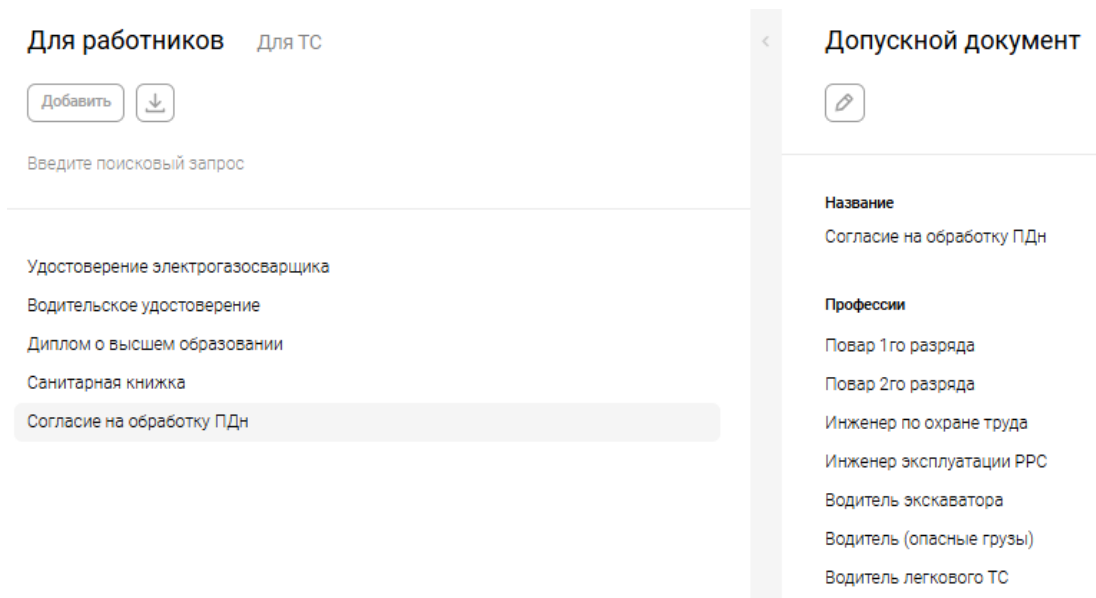 Для работников Для ТС
Добавить
Введите поисковый запрос
Удостоверение электрогазосварщика
Водительское удостоверение
Диплом о высшем образовании
Санитарная книжка
Согласие на обработку ПДн
Допускной документ
Название
Согласие на обработку ПДн
Профессии
Повар 1го разряда
Повар 2го разряда
Инженер по охране труда
Инженер эксплуатации РРС
Водитель экскаватора
Водитель (опасные грузы)
Водитель легкового ТС